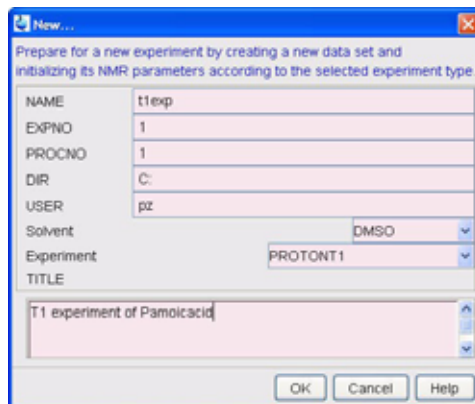 New...
Prepare for a new experiment by creating a new data set and
initializing its NMR parameters according to the selected experiment type
NAME t1exp
EXPNO 1
PROCNO 1
DIR C:
USER pz
Solvent DMSO
Experiment PROTONT1
TITLE
T1 experiment of Pamoicacid
OK Cancel Help